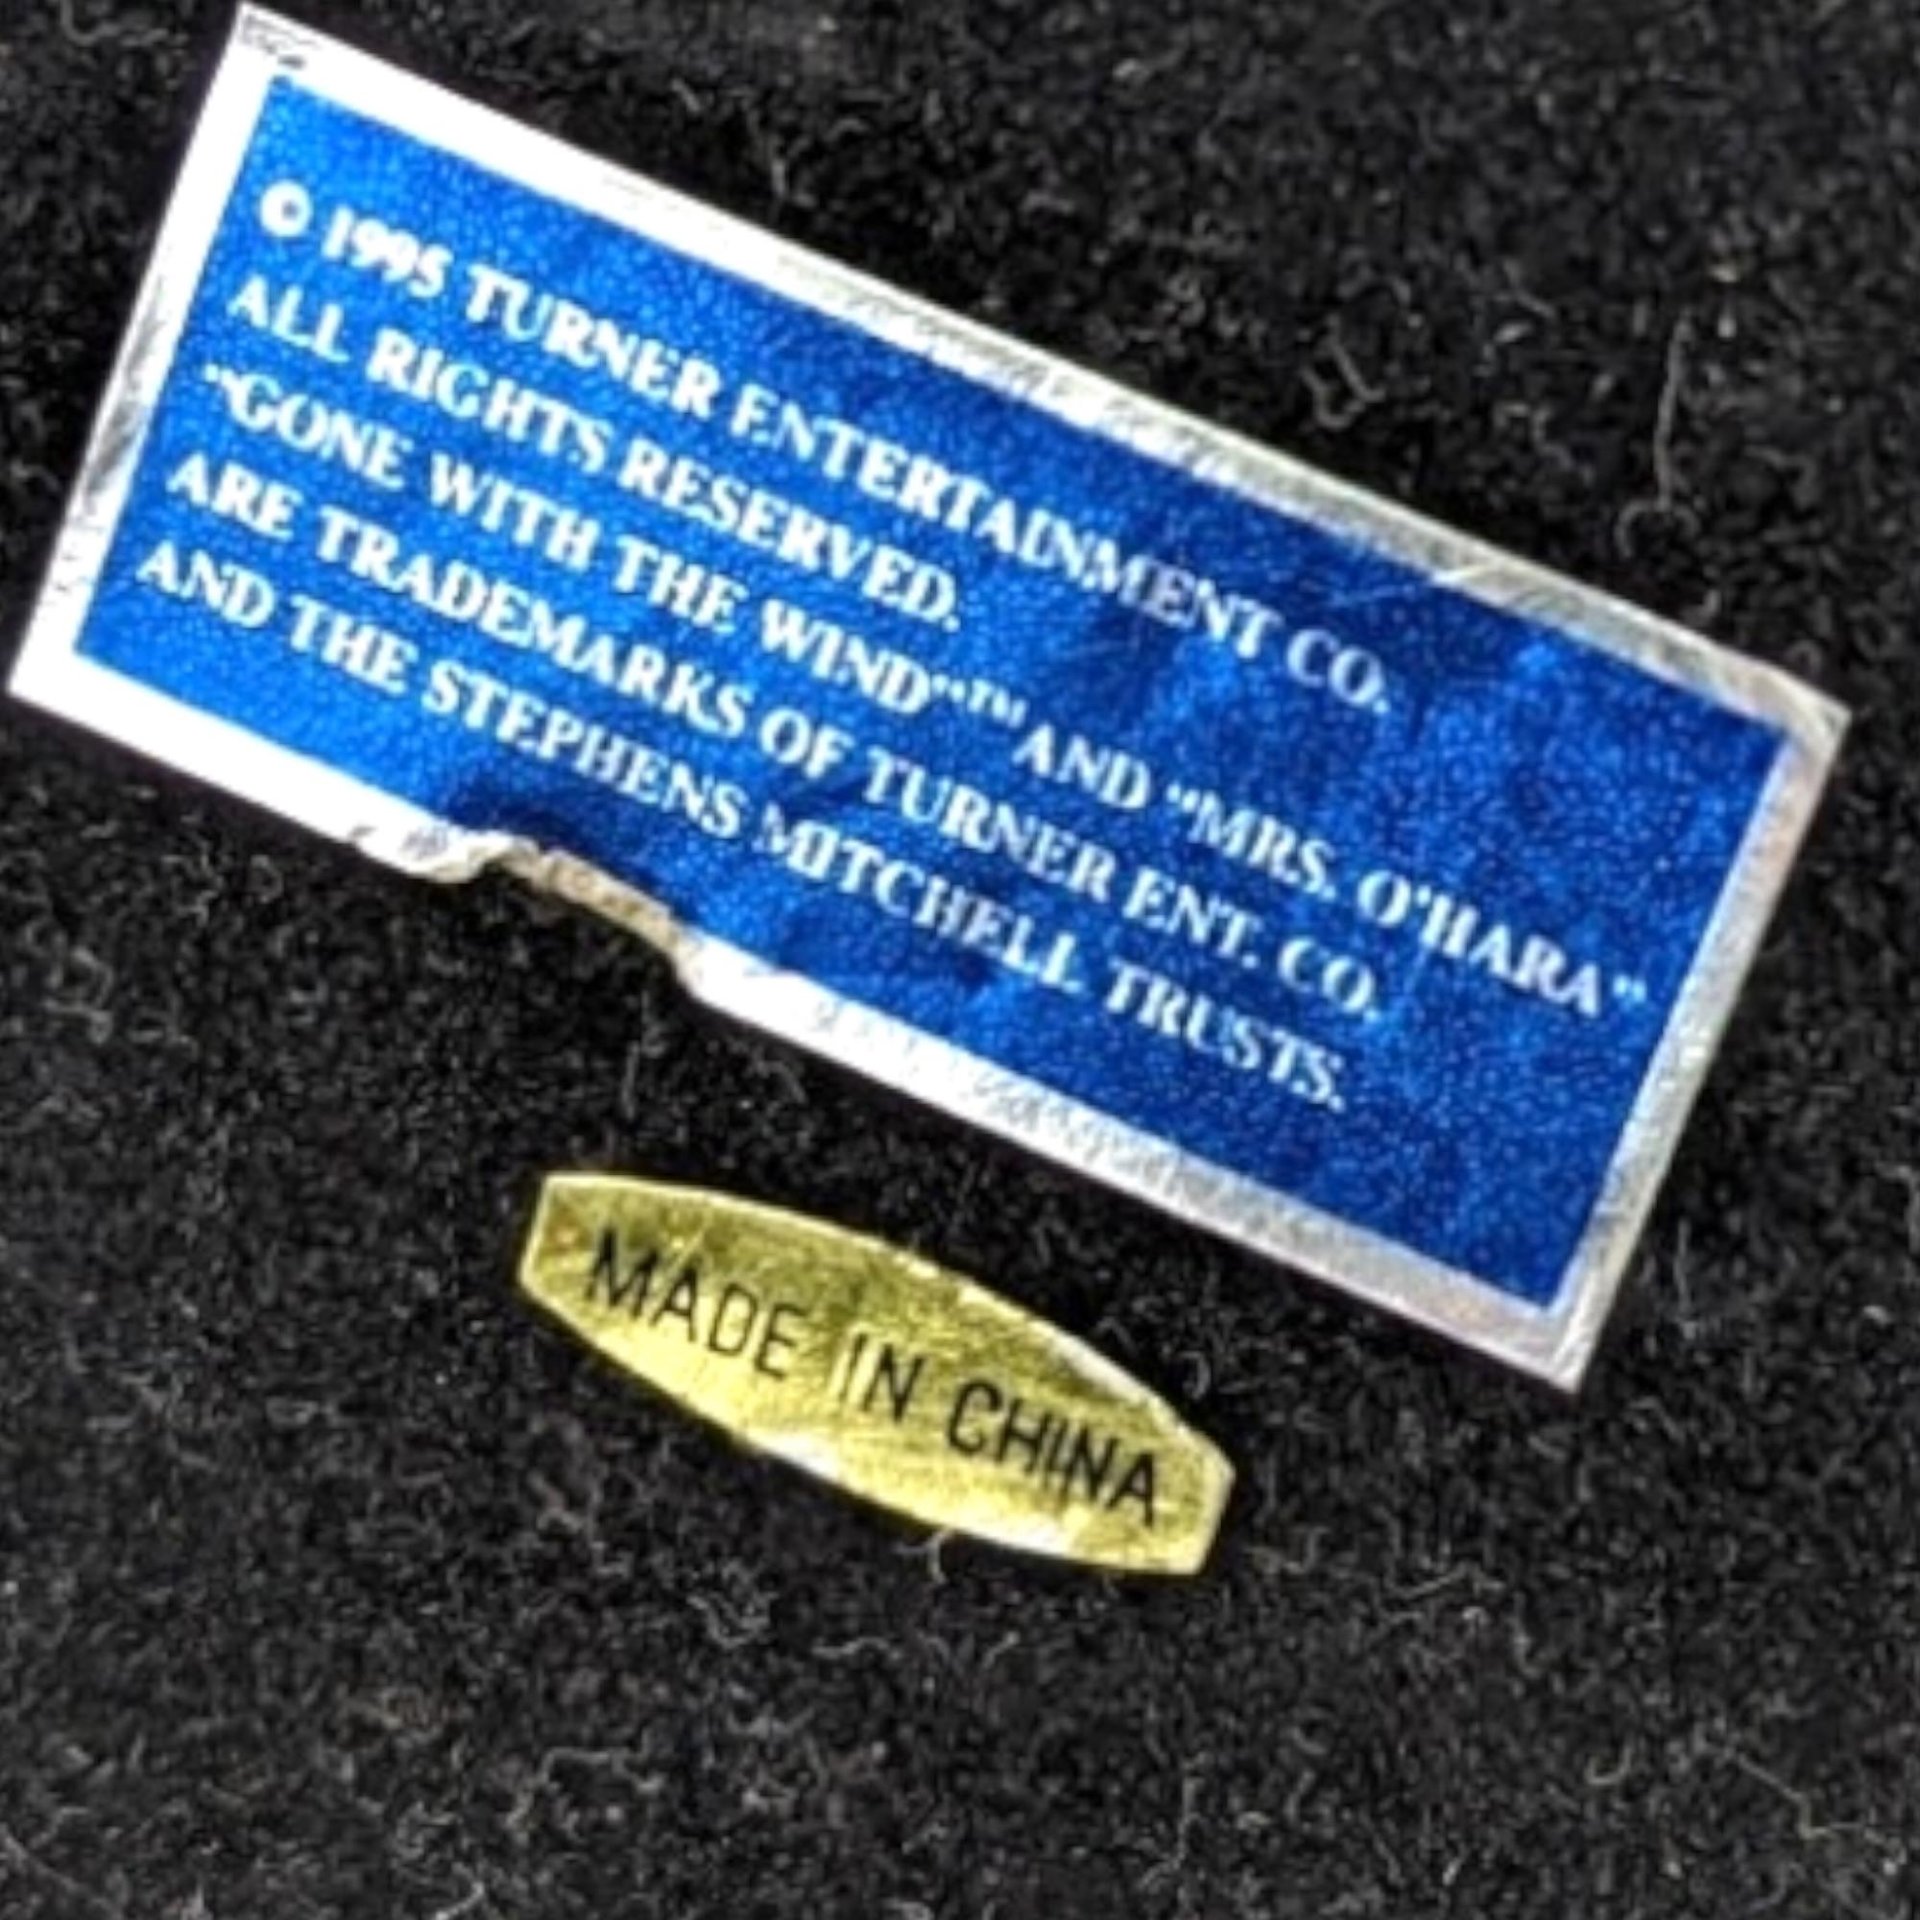 © 1995 TURNER ENTERTAINMENT CO.
ALL RIGHTS RESERVED.
"GONE WITH THE WIND"™ AND "MRS. O'HARA"
ARE TRADEMARKS OF TURNER ENT. CO.
AND THE STEPHENS MITCHELL TRUSTS.
MADE IN CHINA